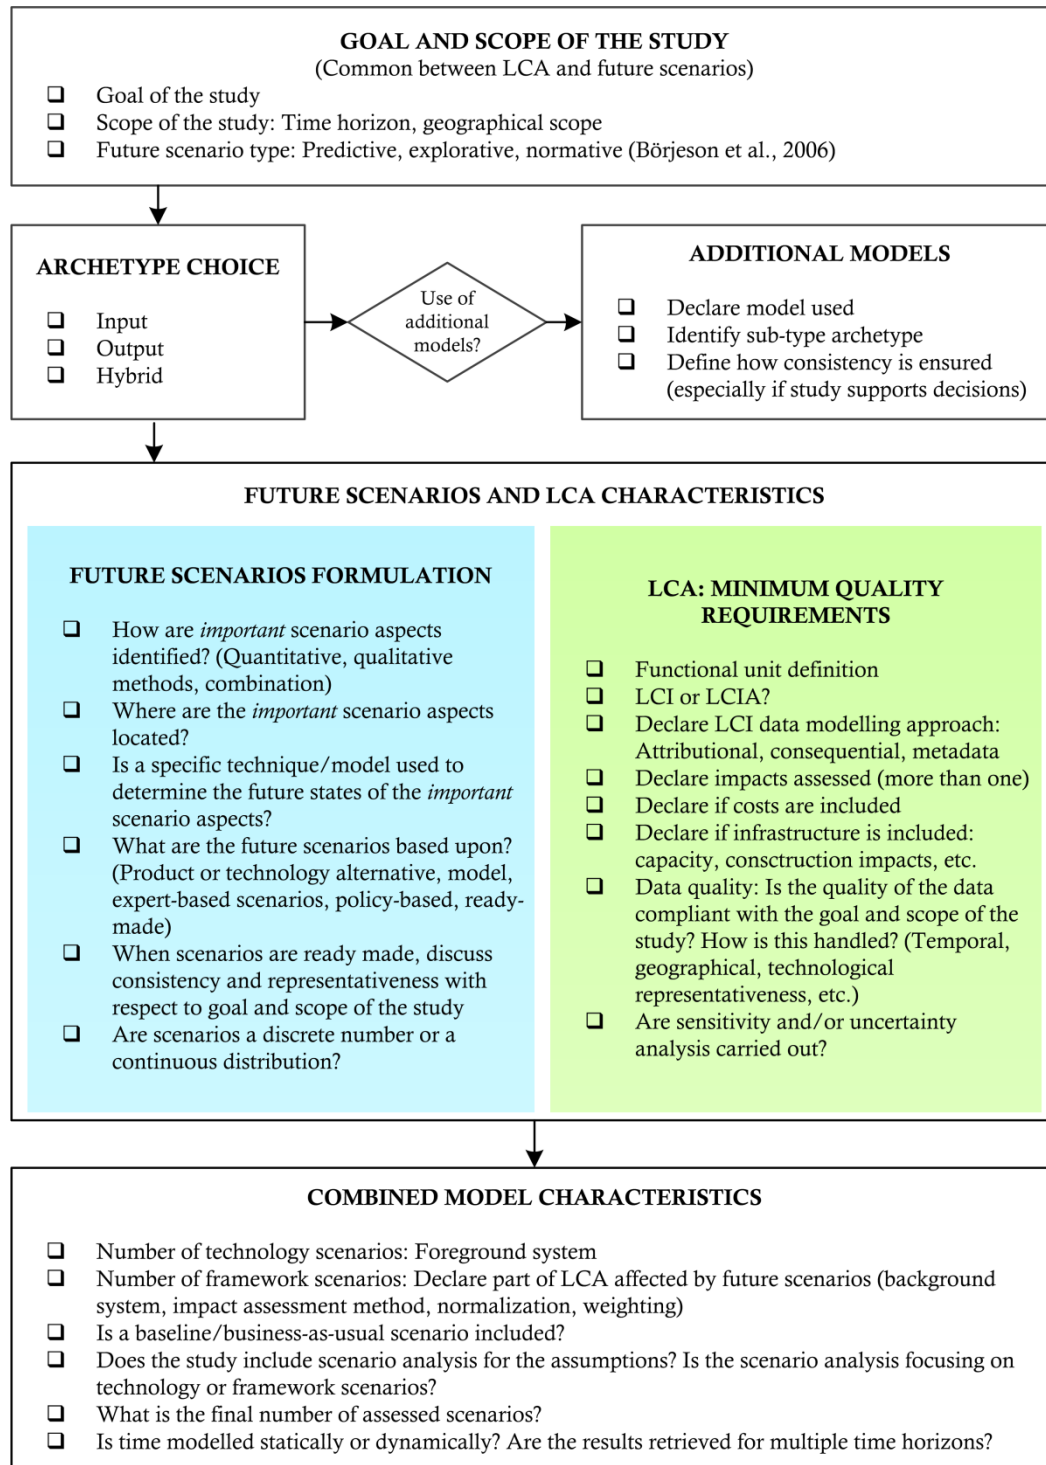 GOAL AND SCOPE OF THE STUDY
(Common between LCA and future scenarios)
❑ Goal of the study
❑ Scope of the study: Time horizon, geographical scope
❑ Future scenario type: Predictive, explorative, normative (Börjeson et al., 2006)
ARCHETYPE CHOICE
❑ Input
❑ Output
❑ Hybrid
Use of
additional
models?
ADDITIONAL MODELS
❑ Declare model used
❑ Identify sub-type archetype
❑ Define how consistency is ensured
(especially if study supports decisions)
FUTURE SCENARIOS AND LCA CHARACTERISTICS
FUTURE SCENARIOS FORMULATION
❑ How are important scenario aspects
identified? (Quantitative, qualitative
methods, combination)
❑ Where are the important scenario aspects
located?
❑ Is a specific technique/model used to
determine the future states of the important
scenario aspects?
❑ What are the future scenarios based upon?
(Product or technology alternative, model,
expert-based scenarios, policy-based, ready-
made)
❑ When scenarios are ready made, discuss
consistency and representativeness with
respect to goal and scope of the study
❑ Are scenarios a discrete number or a
continuous distribution?
LCA: MINIMUM QUALITY
REQUIREMENTS
❑ Functional unit definition
❑ LCI or LCIA?
❑ Declare LCI data modelling approach:
Attributional, consequential, metadata
❑ Declare impacts assessed (more than one)
❑ Declare if costs are included
❑ Declare if infrastructure is included:
capacity, consctruction impacts, etc.
❑ Data quality: Is the quality of the data
compliant with the goal and scope of the
study? How is this handled? (Temporal,
geographical, technological
representativeness, etc.)
❑ Are sensitivity and/or uncertainty
analysis carried out?
COMBINED MODEL CHARACTERISTICS
❑ Number of technology scenarios: Foreground system
❑ Number of framework scenarios: Declare part of LCA affected by future scenarios (background
system, impact assessment method, normalization, weighting)
❑ Is a baseline/business-as-usual scenario included?
❑ Does the study include scenario analysis for the assumptions? Is the scenario analysis focusing on
technology or framework scenarios?
❑ What is the final number of assessed scenarios?
❑ Is time modelled statically or dynamically? Are the results retrieved for multiple time horizons?